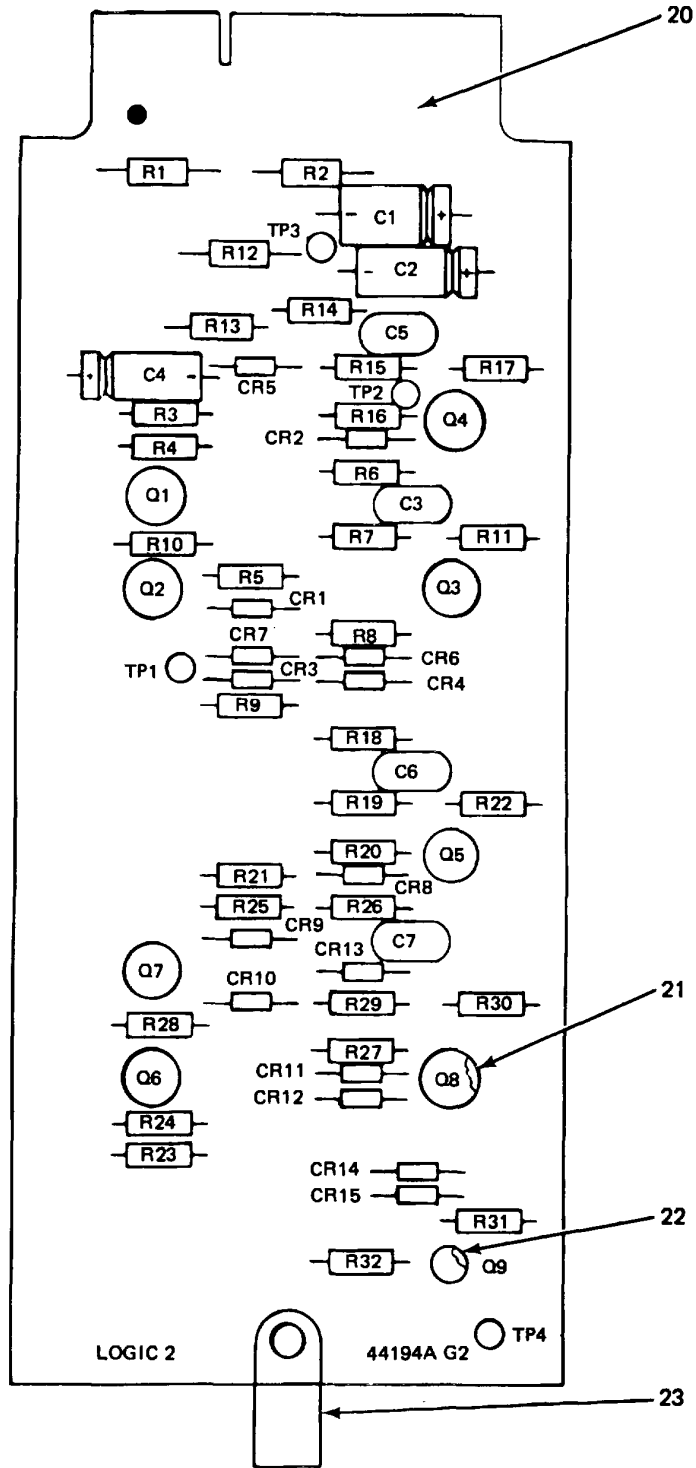 20
R1 R2
- C1 +
TP3
R12
- C2 +
R14
R13
C5
R15 R17
+ C4 -
CR5
TP2
R3
R16
Q4
CR2
R4
R6
Q1
C3
R7 R11
R10
R5
Q2
Q3
CR1
R8
CR7
CR6
TP1
CR3
CR4
R9
R18
C6
R19 R22
R20
Q5
R21
CR8
R25 R26
CR9
C7
CR13
Q7
CR10
R29 R30
21
R28
R27
CR11
Q6
Q8
CR12
R24
R23
CR14
CR15
R31
22
R32
Q9
TP4
LOGIC 2 44194A G2
23